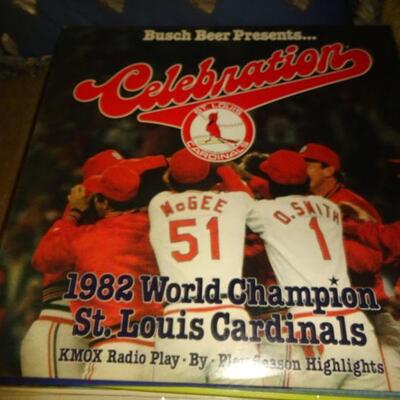 Busch Beer Presents...
Celebration
ST. LOUIS
CARDINALS
McGEE
51
O. SMITH
1
1982 World Champion
St. Louis Cardinals
KMOX Radio Play · By · Play Season Highlights